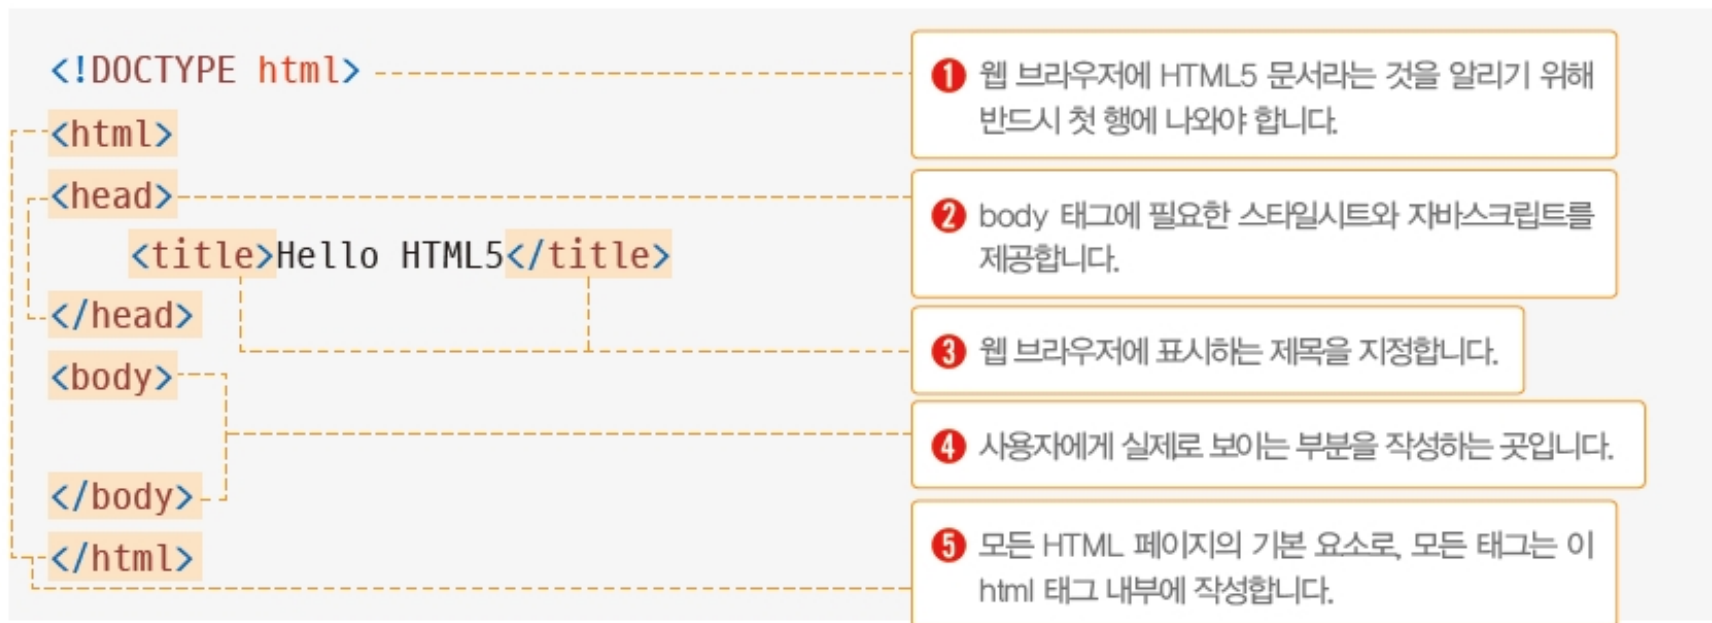 <!DOCTYPE html>
❶ 웹 브라우저에 HTML5 문서라는 것을 알리기 위해
반드시 첫 행에 나와야 합니다.
<html>
<head>
❷ body 태그에 필요한 스타일시트와 자바스크립트를
제공합니다.
<title>Hello HTML5</title>
</head>
❸ 웹 브라우저에 표시하는 제목을 지정합니다.
<body>
❹ 사용자에게 실제로 보이는 부분을 작성하는 곳입니다.
</body>
</html>
❺ 모든 HTML 페이지의 기본 요소로, 모든 태그는 이
html 태그 내부에 작성합니다.